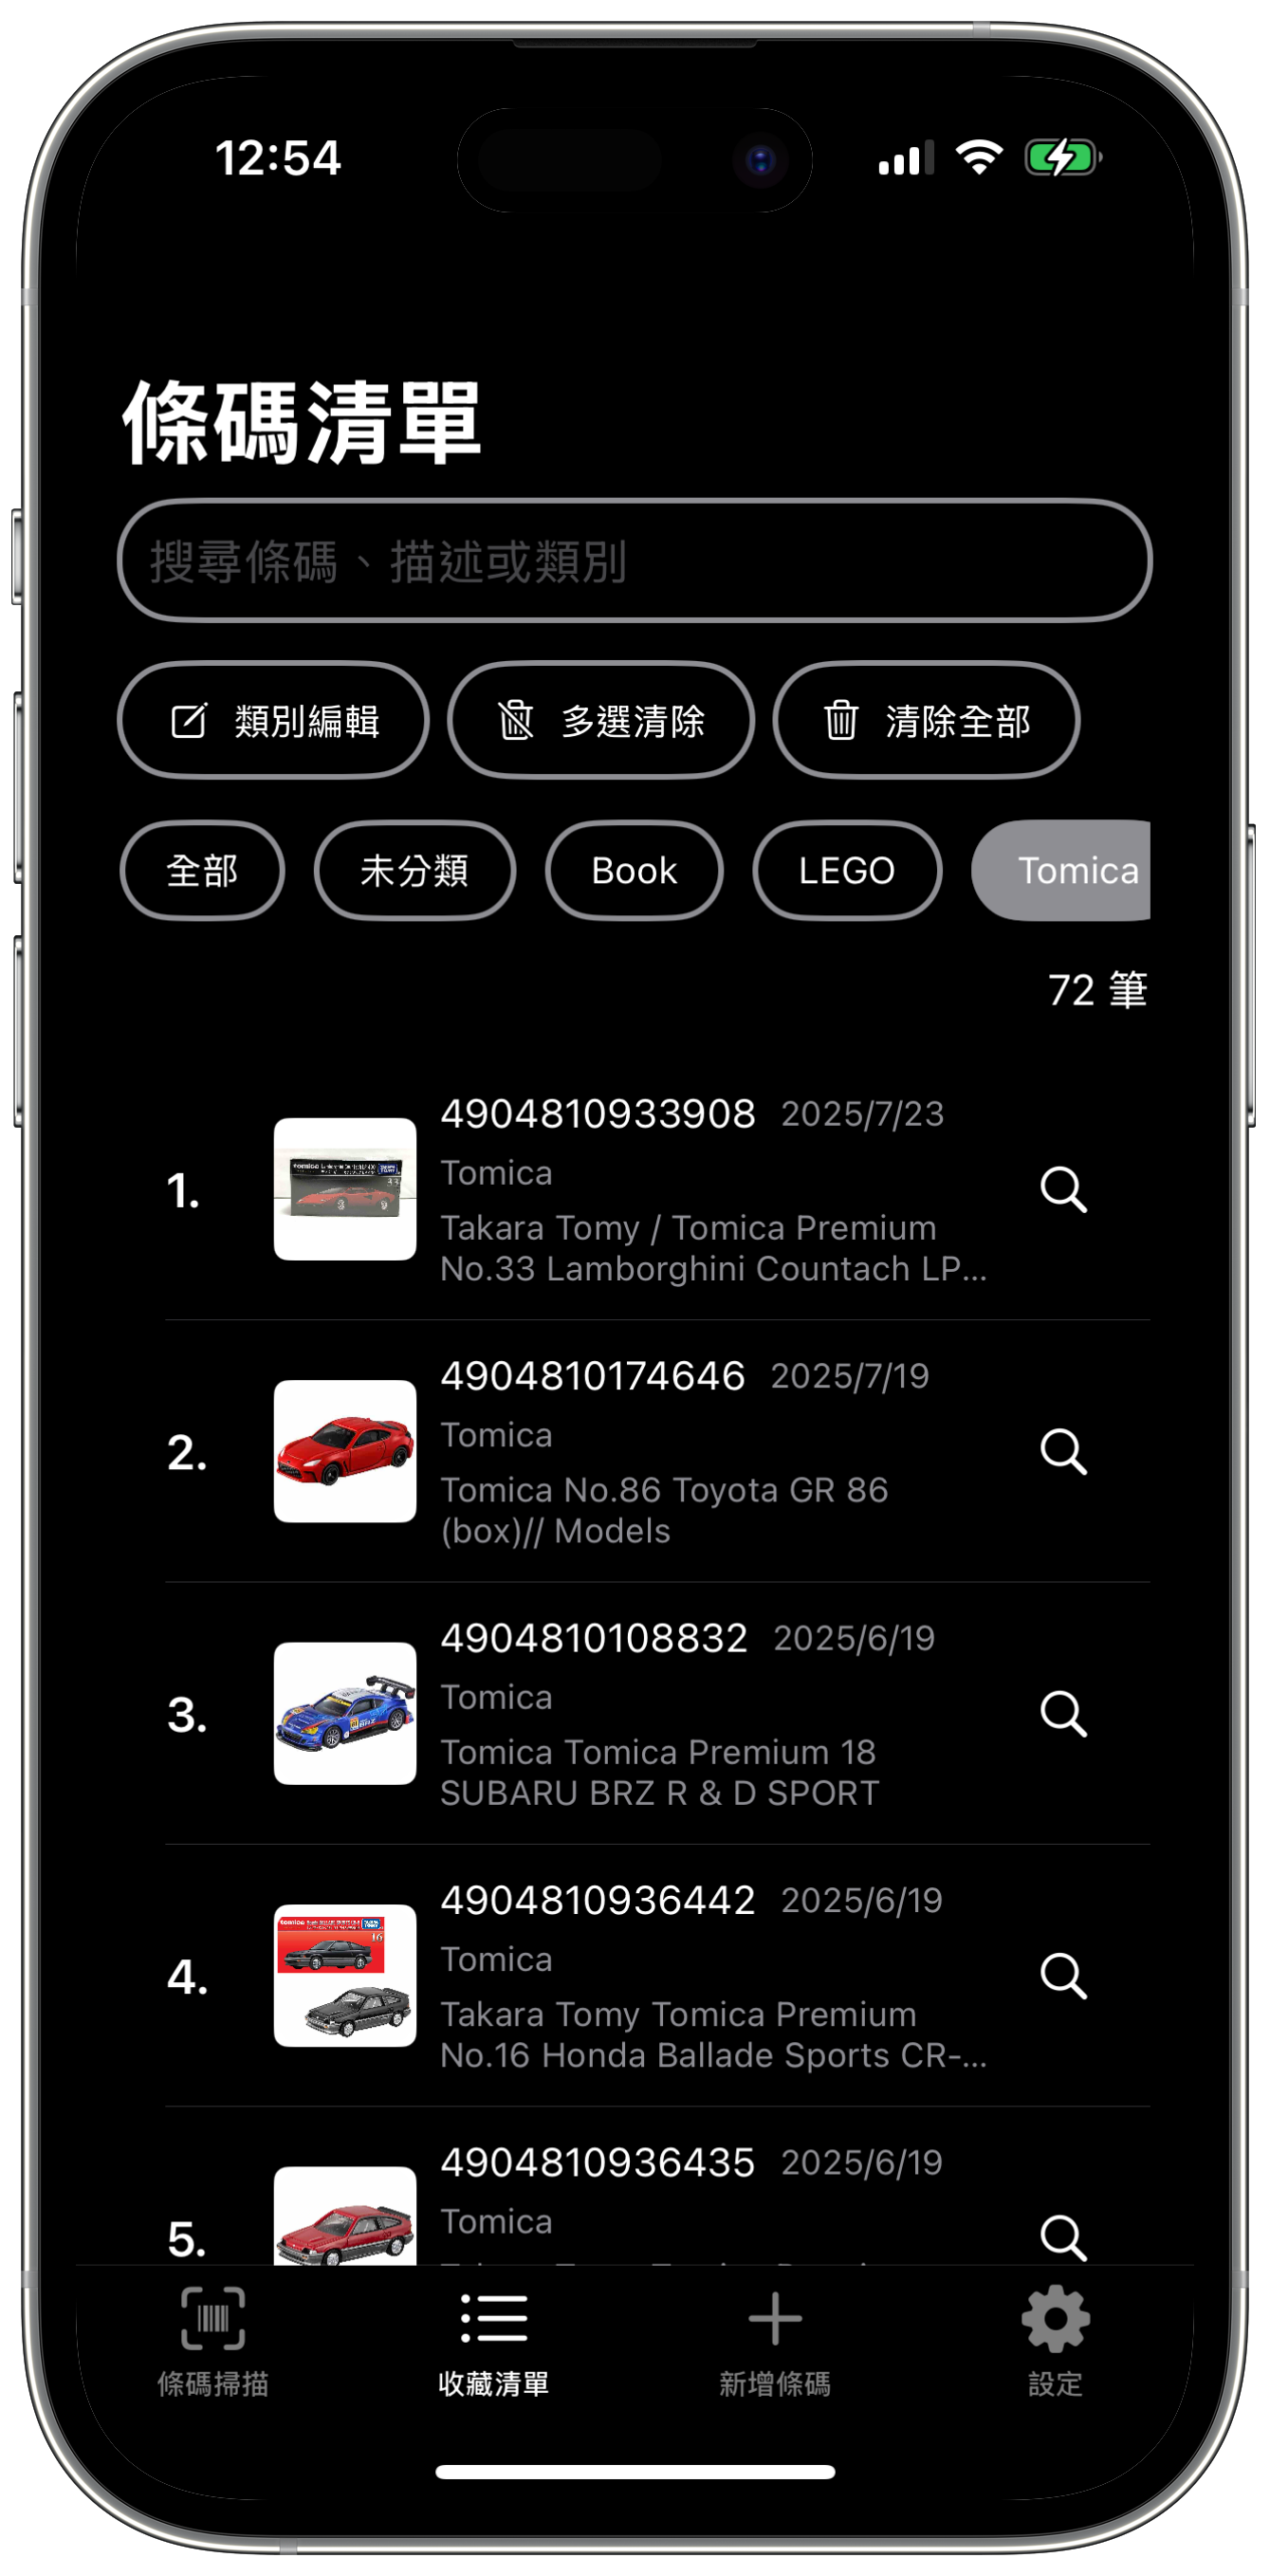 12:54
條碼清單
搜尋條碼、描述或類別
類別編輯 多選清除 清除全部
全部 未分類 Book LEGO Tomica
72 筆
4904810933908 2025/7/23
1.
Tomica
Takara Tomy / Tomica Premium
No.33 Lamborghini Countach LP...
4904810174646 2025/7/19
2.
Tomica
Tomica No.86 Toyota GR 86
(box)// Models
4904810108832 2025/6/19
3.
Tomica
Tomica Tomica Premium 18
SUBARU BRZ R & D SPORT
4904810936442 2025/6/19
4.
Tomica
Takara Tomy Tomica Premium
No.16 Honda Ballade Sports CR-...
4904810936435 2025/6/19
5.
Tomica
條碼掃描 收藏清單 新增條碼 設定